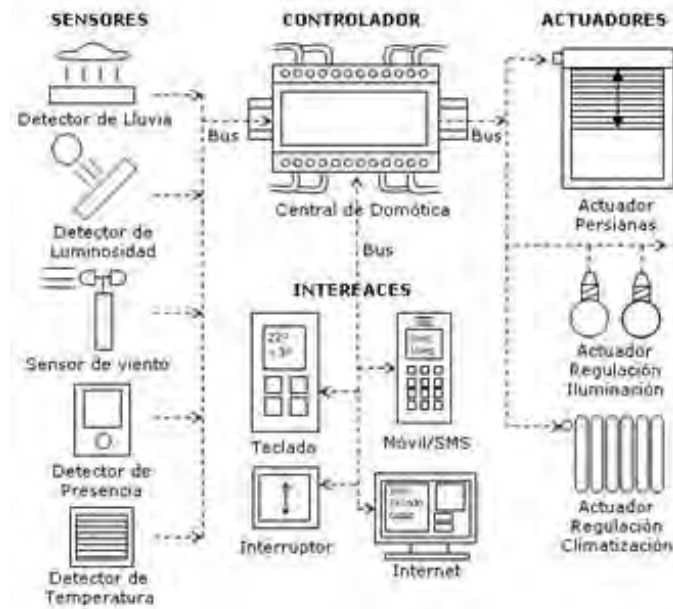 SENSORES
CONTROLADOR
ACTUADORES
Detector de Lluvia
Bus
Bus
Detector de
Luminosidad
Central de Domótica
Actuador
Persianas
Bus
INTERFACES
Sensor de viento
22º
+3º
Teclado
Móvil/SMS
Actuador
Regulación
Iluminación
Detector de
Presencia
Interruptor
Internet
Actuador
Regulación
Climatización
Detector de
Temperatura